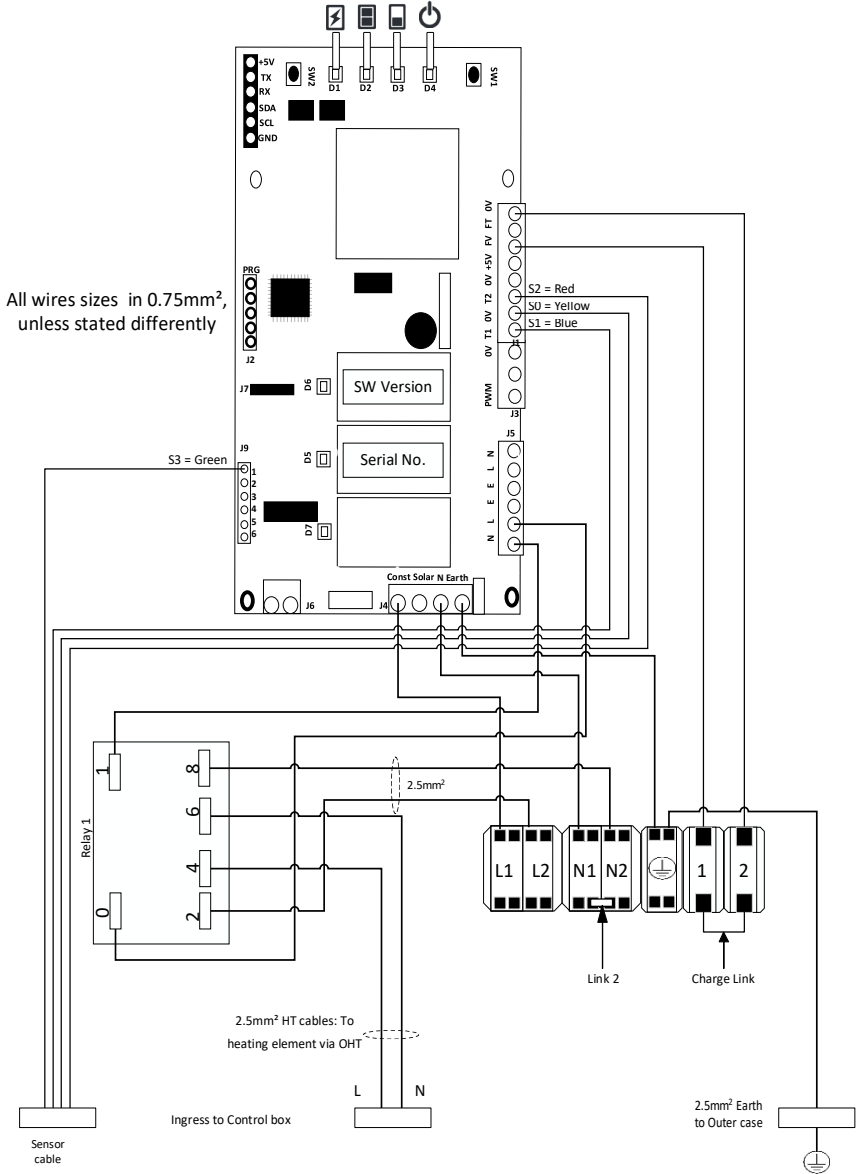 +5V
TX
RX
SDA
SCL
GND
SW2
D1
D2
D3
D4
SW1
0V
FT
FV
+5V
0V
T2
0V
T1
J1
0V
PWM
J3
S2 = Red
S0 = Yellow
S1 = Blue
All wires sizes in 0.75mm²,
unless stated differently
PRG
J2
J7
D6
SW Version
D5
Serial No.
D7
J9
S3 = Green
1
2
3
4
5
6
J5
N
L
E
E
L
N
Const Solar N Earth
J6
J4
Relay 1
1
0
8
6
4
2
2.5mm²
L1
L2
N1
N2
1
2
Link 2
Charge Link
2.5mm² HT cables: To
heating element via OHT
L
N
Sensor
cable
Ingress to Control box
2.5mm² Earth
to Outer case